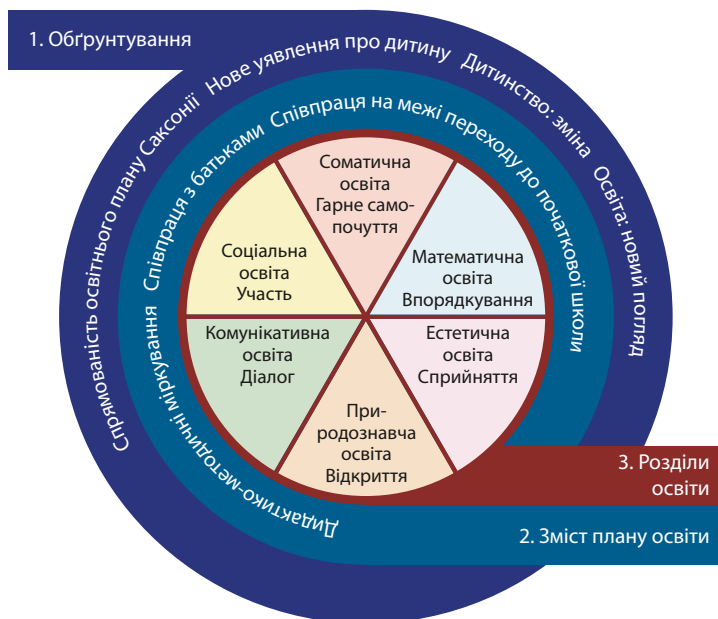 1. Обґрунтування
Спрямованість освітнього плану Саксонії Нове уявлення про дитину Дитинство: зміна Освіта: новий погляд
Дидактико-методичні міркування Співпраця з батьками Співпраця на межі переходу до початкової школи
Соматична
освіта
Гарне само-
почуття
Математична
освіта
Впорядкування
Естетична
освіта
Сприйняття
При-
родознавча
освіта
Відкриття
Комунікативна
освіта
Діалог
Соціальна
освіта
Участь
3. Розділи
освіти
2. Зміст плану освіти